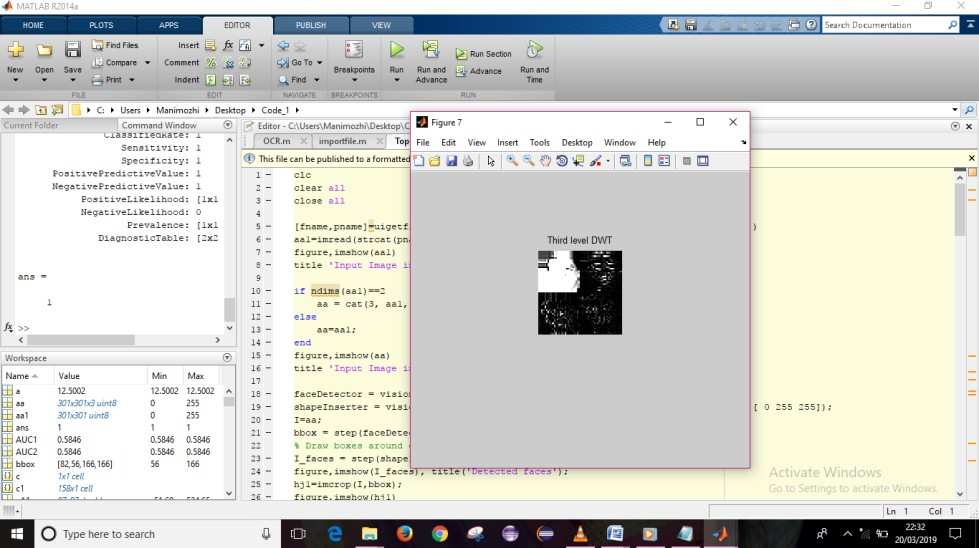 MATLAB R2014a
HOME PLOTS APPS EDITOR PUBLISH VIEW
Search Documentation
New Open Save Find Files Compare Print
Insert Comment Indent
Go To Find
Breakpoints
Run Run and Advance Run Section Advance Run and Time
FILE EDIT NAVIGATE BREAKPOINTS RUN
C: Users Manimozhi Desktop Code_1
Current Folder Command Window
ClassifiedRate: 1
Sensitivity: 1
Specificity: 1
PositivePredictiveValue: 1
NegativePredictiveValue: 1
PositiveLikelihood: [1x1
NegativeLikelihood: 0
Prevalence: [1x1
DiagnosticTable: [2x2
ans =
1
fx >>
Workspace
Name Value Min Max
a 12.5002 12.5002 12.5002
aa 301x301x3 uint8 0 255
aa1 301x301 uint8 0 255
ans 1 1 1
AUC1 0.5846 0.5846 0.5846
AUC2 0.5846 0.5846 0.5846
bbox [82,56,166,166] 56 166
c 1x1 cell
c1 158x1 cell
Editor - C:\Users\Manimozhi\Desktop\C
OCR.m importfile.m Top
This file can be published to a formatted
1 clc
2 clear all
3 close all
4
5 [fname,pname]=uigetf )
6 aa1=imread(strcat(pn
7 figure,imshow(aa1)
8 title 'Input Image i
9
10 if ndims(aa1)==2
11 aa = cat(3, aa1,
12 else
13 aa=aa1;
14 end
15 figure,imshow(aa)
16 title 'Input Image i
17
18 faceDetector = vision
19 shapeInserter = visio [ 0 255 255]);
20 I=aa;
21 bbox = step(faceDete
22 % Draw boxes around
23 I_faces = step(shape
24 figure,imshow(I_faces), title('Detected faces');
25 hjl=imcrop(I,bbox);
26 figure,imshow(hjl)
Figure 7
File Edit View Insert Tools Desktop Window Help
Third level DWT
Activate Windows
Go to Settings to activate Windows.
Ln 1 Col 1
Type here to search
22:32
20/03/2019